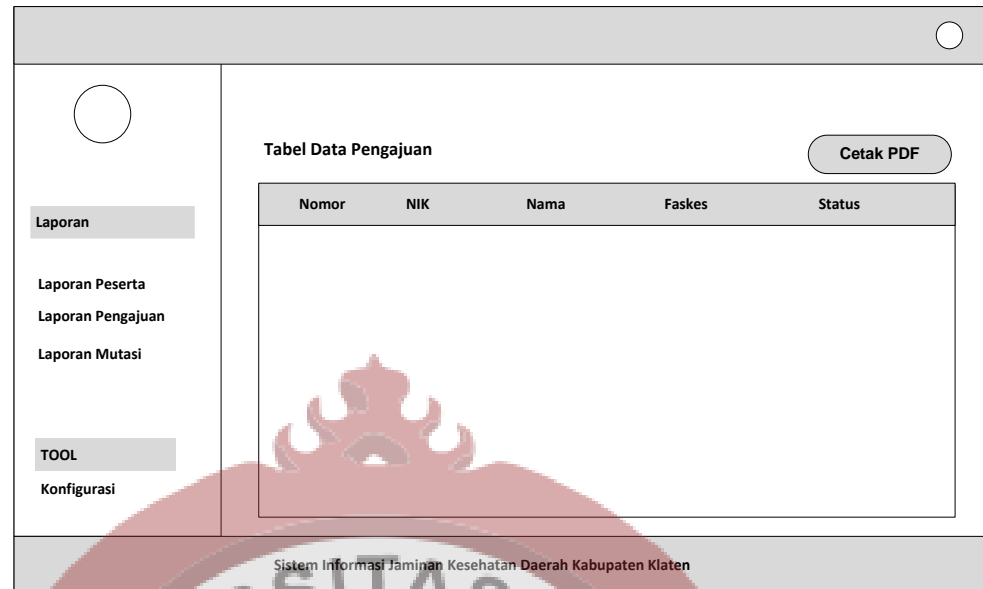 Tabel Data Pengajuan
Cetak PDF
Nomor NIK Nama Faskes Status
Laporan
Laporan Peserta
Laporan Pengajuan
Laporan Mutasi
TOOL
Konfigurasi
Sistem Informasi Jaminan Kesehatan Daerah Kabupaten Klaten
SITAS